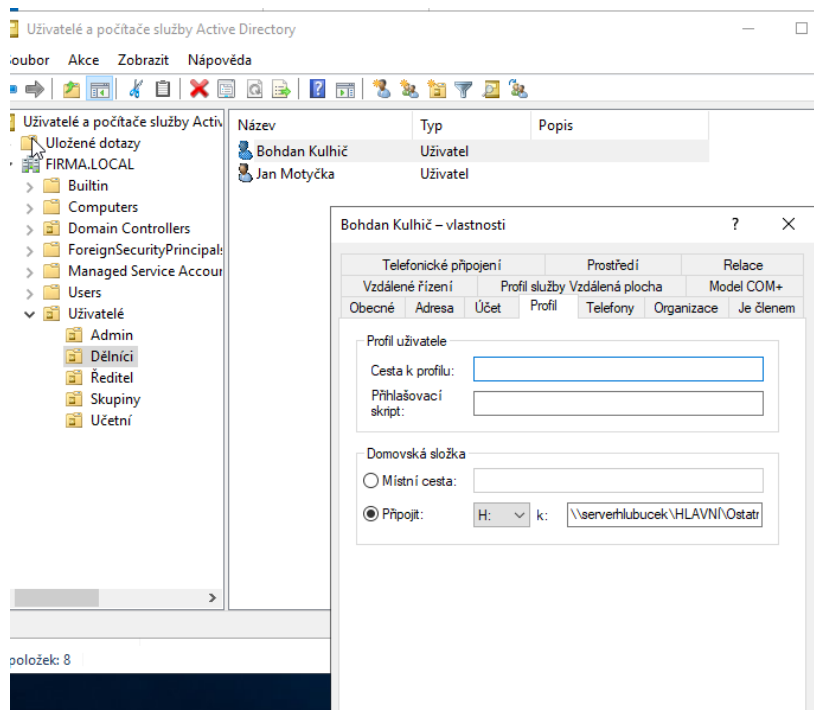 Uživatelé a počítače služby Active Directory
Soubor Akce Zobrazit Nápověda
Uživatelé a počítače služby Activ
Uložené dotazy
FIRMA.LOCAL
Builtin
Computers
Domain Controllers
ForeignSecurityPrincipals
Managed Service Accour
Users
Uživatelé
Admin
Dělníci
Ředitel
Skupiny
Učetní
Název Typ Popis
Bohdan Kulhič Uživatel
Jan Motyčka Uživatel
položek: 8
Bohdan Kulhič – vlastnosti ? ×
Telefonické připojení Prostředí Relace
Vzdálené řízení Profil služby Vzdálená plocha Model COM+
Obecné Adresa Účet Profil Telefony Organizace Je členem
Profil uživatele
Cesta k profilu:
Přihlašovací
skript:
Domovská složka
Místní cesta:
Připojit: H: k: \\serverhlubucek\HLAVNÍ\Ostatr